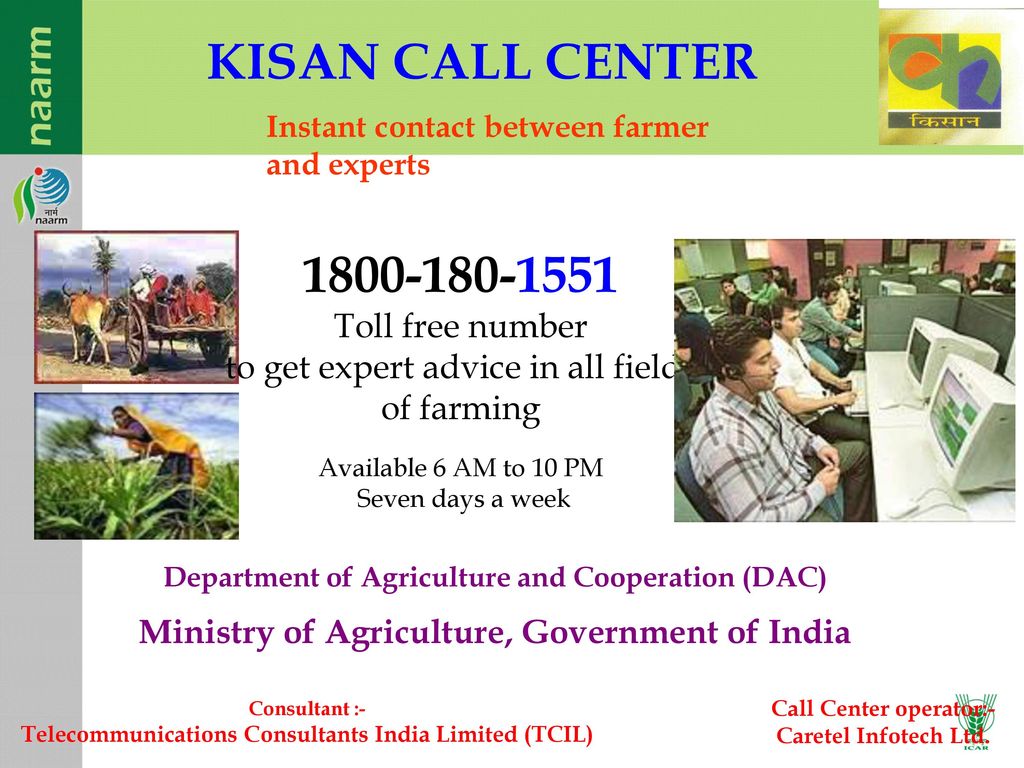 naarm
KISAN CALL CENTER
Instant contact between farmer
and experts
किसान
नार्म
naarm
1800-180-1551
Toll free number
to get expert advice in all field
of farming
Available 6 AM to 10 PM
Seven days a week
Department of Agriculture and Cooperation (DAC)
Ministry of Agriculture, Government of India
Consultant :-
Telecommunications Consultants India Limited (TCIL)
Call Center operator:-
Caretel Infotech Ltd.
ICAR